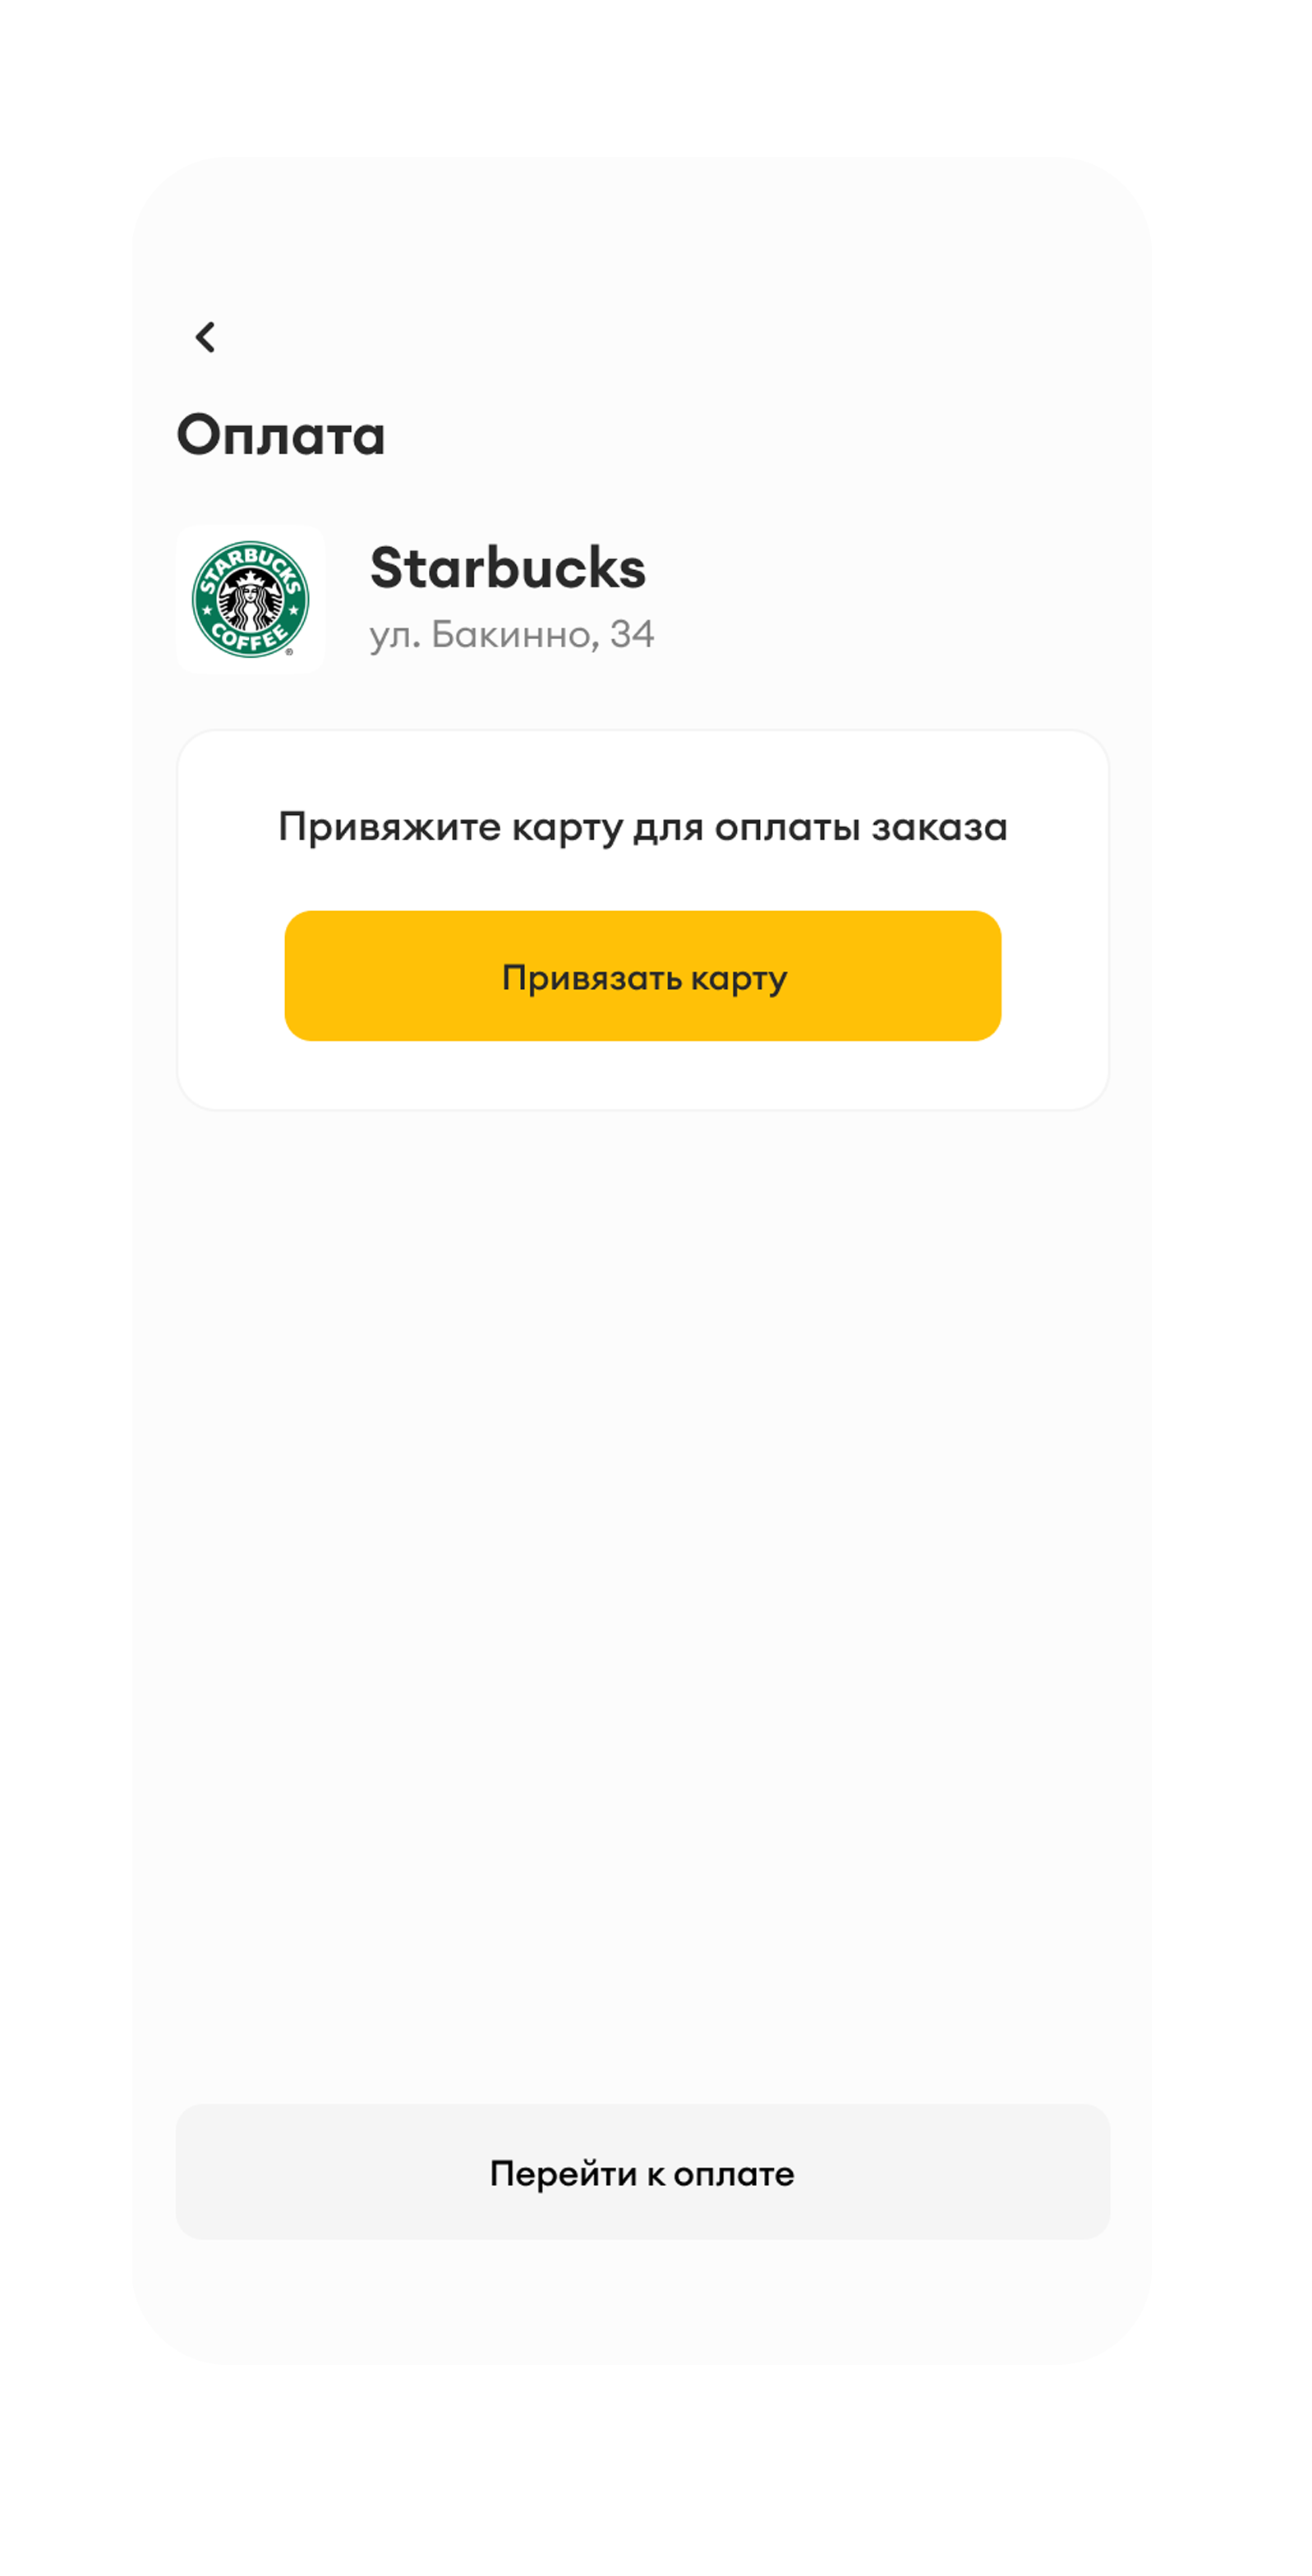 Оплата
STARBUCKS
COFFEE
®
Starbucks
ул. Бакинно, 34
Привяжите карту для оплаты заказа
Привязать карту
Перейти к оплате